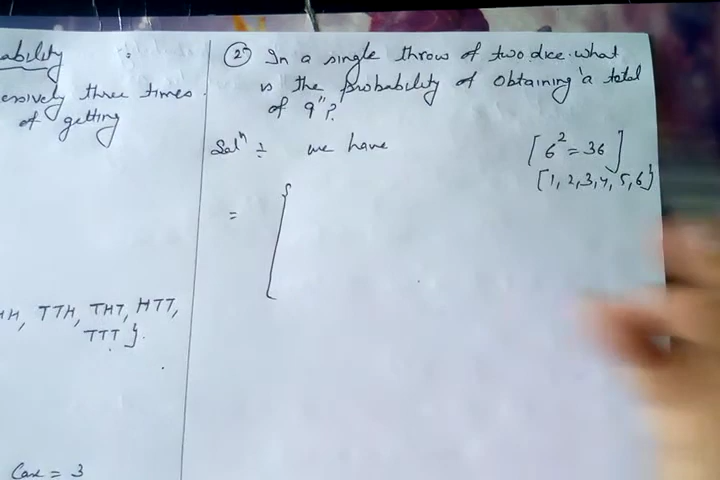 ability :
essively three times.
of getting
HH, TTH, THT, HTT,
TTT }.
Case = 3
② In a single throw of two dice. what
is the probability of obtaining "a total
of 9"?
Solⁿ ÷ we have
[6² = 36]
{1, 2, 3, 4, 5, 6}
=